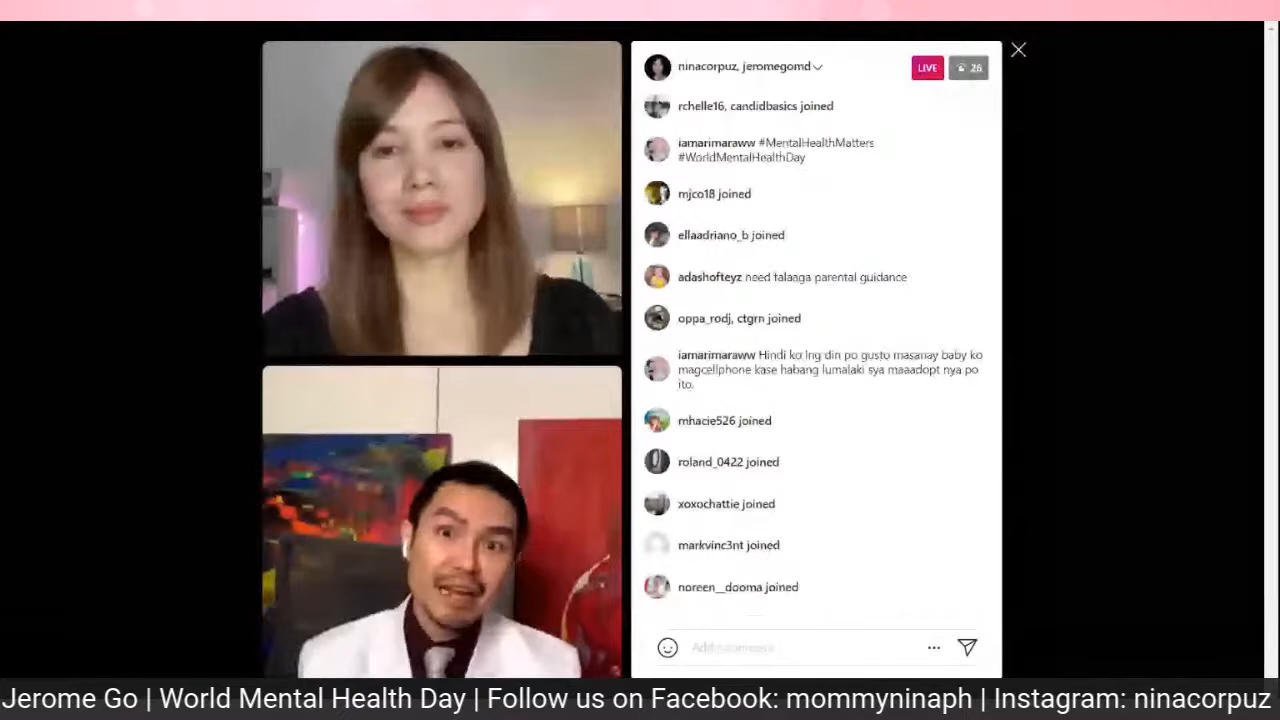 ninacorpuz, jeromegomd
LIVE
26
rchelle16, candidbasics joined
iamarimaraww #MentalHealthMatters
#WorldMentalHealthDay
mjco18 joined
ellaadriano_b joined
adashofteyz need talaaga parental guidance
oppa_rodj, ctgrn joined
iamarimaraww Hindi ko lng din po gusto masanay baby ko
magcellphone kase habang lumalaki sya maaadopt nya po
ito.
mhacie526 joined
roland_0422 joined
xoxochattie joined
markvinc3nt joined
noreen__dooma joined
Jerome Go | World Mental Health Day | Follow us on Facebook: mommyninaph | Instagram: ninacorpuz